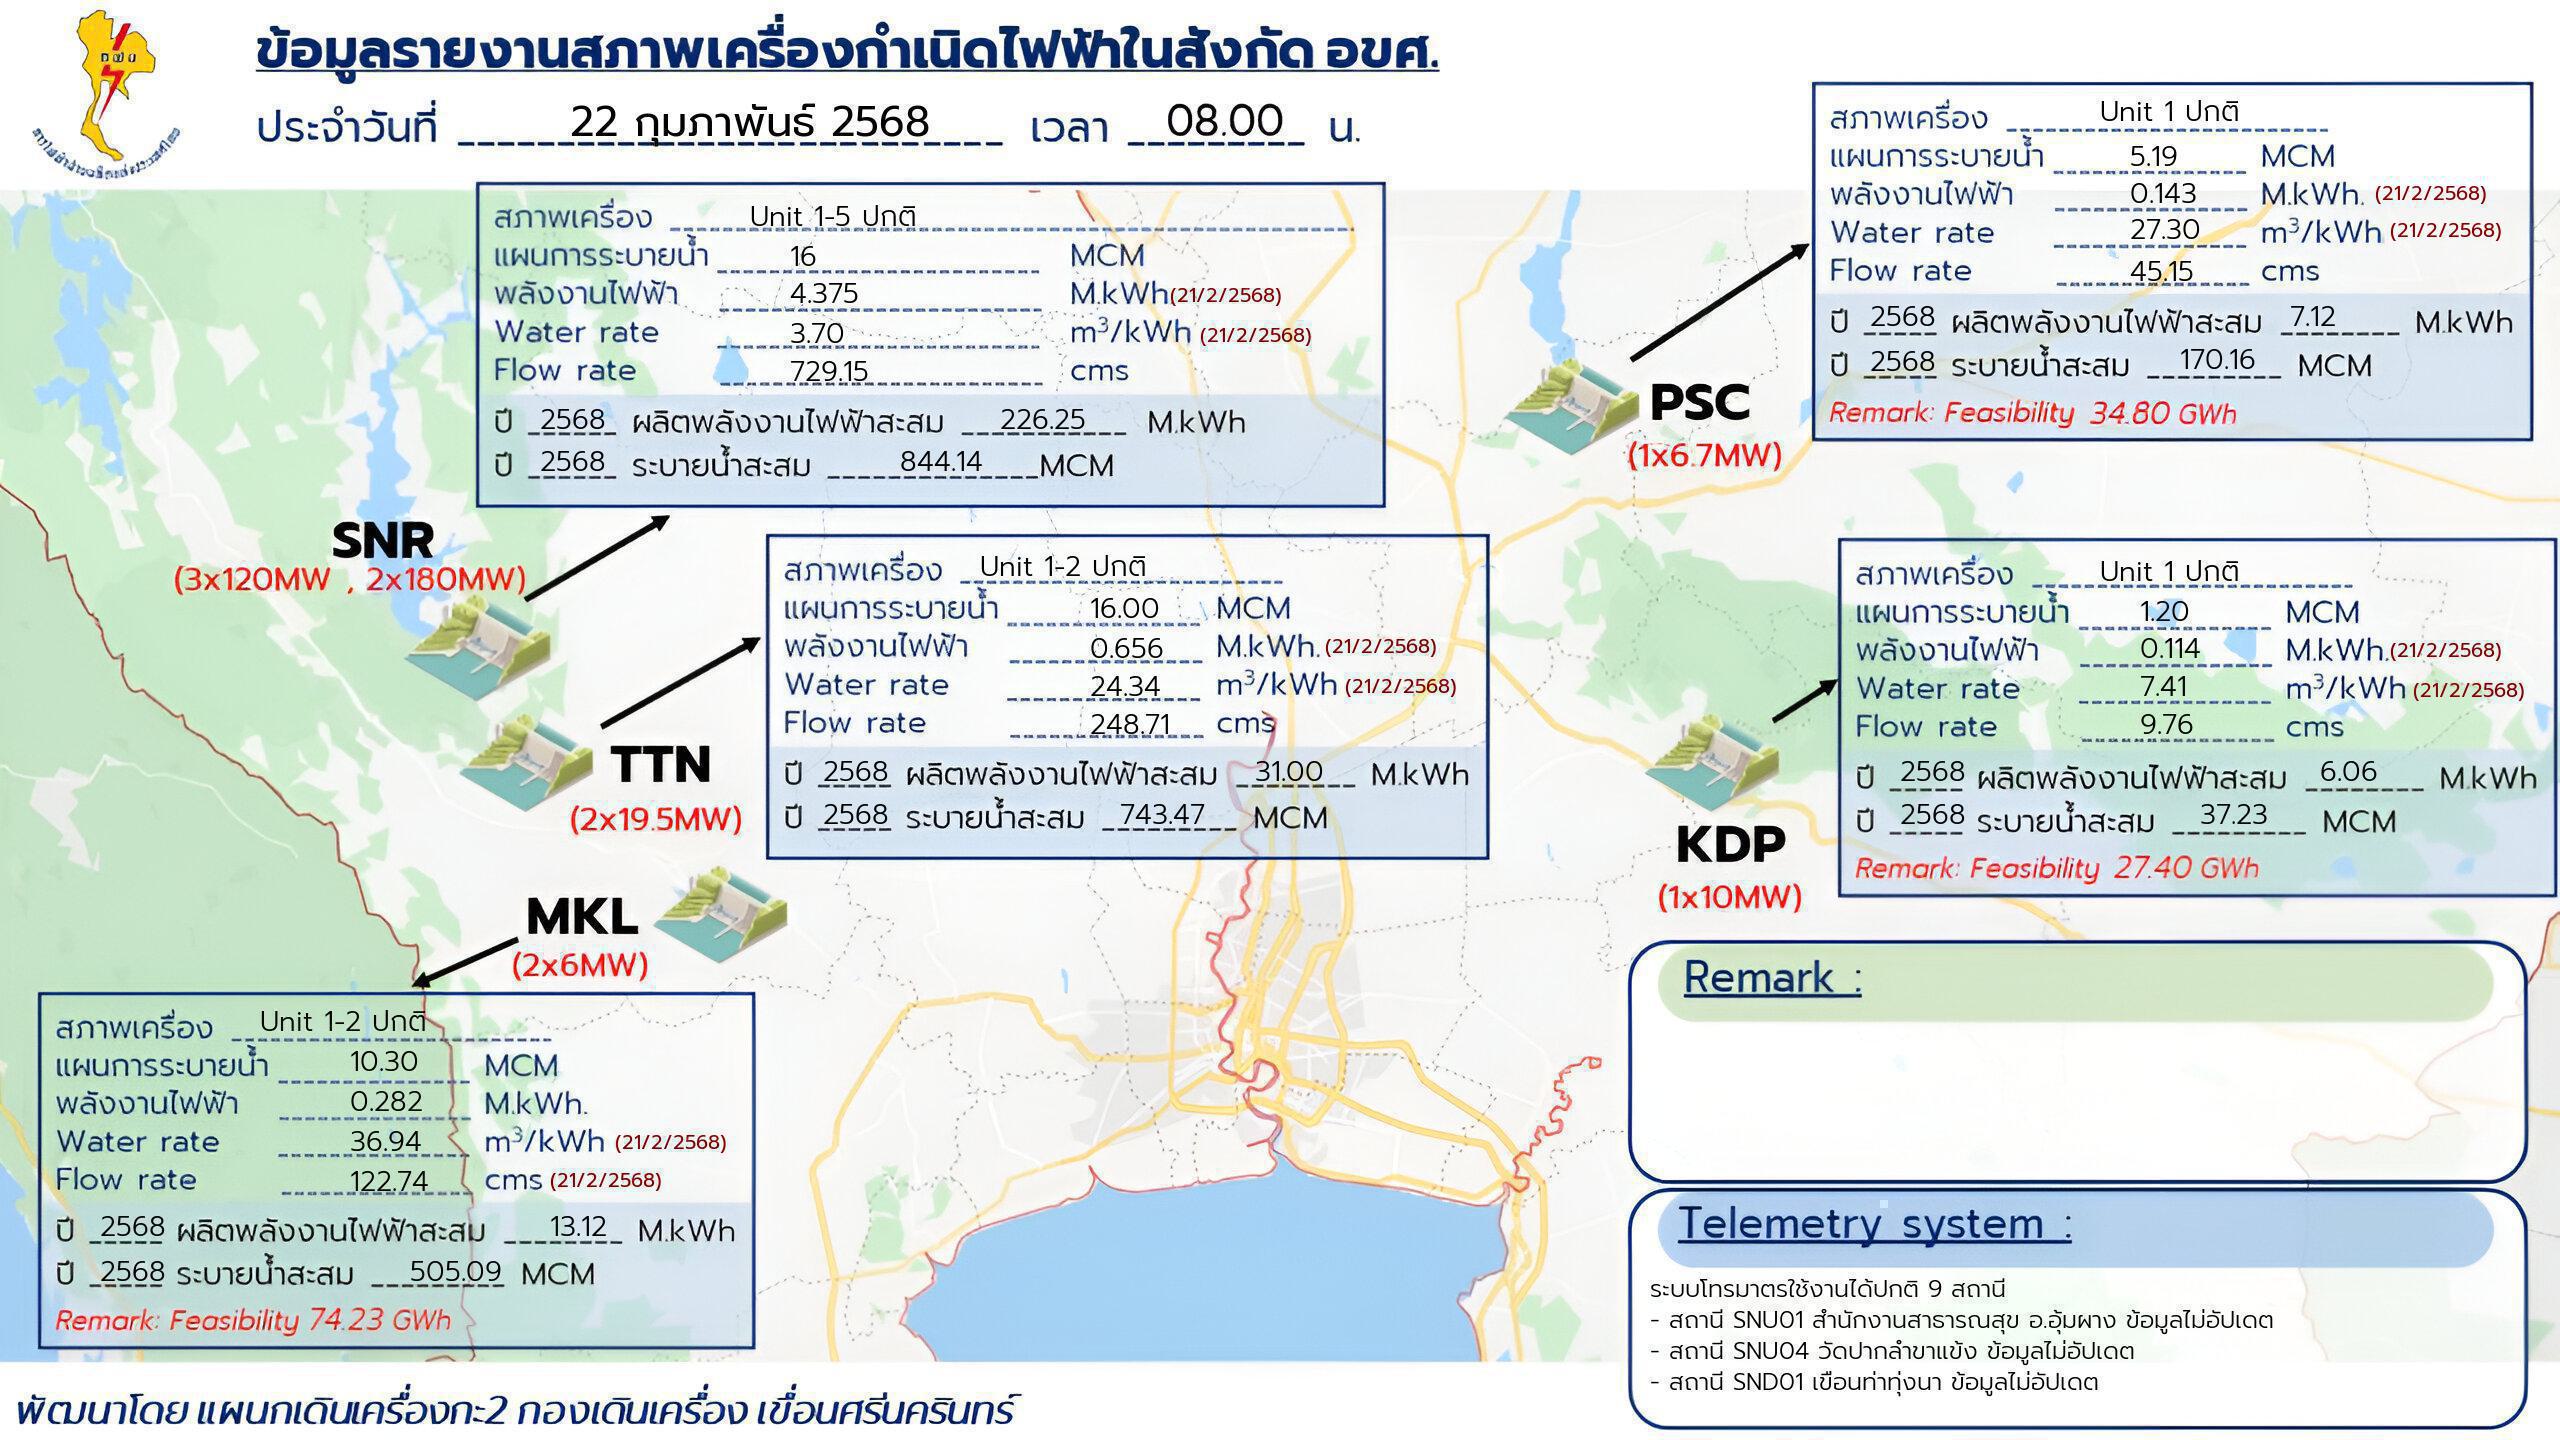 กฟผ
การไฟฟ้าฝ่ายผลิตแห่งประเทศไทย
ข้อมูลรายงานสภาพเครื่องกำเนิดไฟฟ้าในสังกัด อขศ.
ประจำวันที่ 22 กุมภาพันธ์ 2568 เวลา 08.00 น.
สภาพเครื่อง Unit 1-5 ปกติ
แผนการระบายน้ำ 16 MCM
พลังงานไฟฟ้า 4.375 M.kWh(21/2/2568)
Water rate 3.70 m³/kWh (21/2/2568)
Flow rate 729.15 cms
ปี 2568 ผลิตพลังงานไฟฟ้าสะสม 226.25 M.kWh
ปี 2568 ระบายน้ำสะสม 844.14 MCM
SNR
(3x120MW , 2x180MW)
สภาพเครื่อง Unit 1-2 ปกติ
แผนการระบายน้ำ 16.00 MCM
พลังงานไฟฟ้า 0.656 M.kWh. (21/2/2568)
Water rate 24.34 m³/kWh (21/2/2568)
Flow rate 248.71 cms
ปี 2568 ผลิตพลังงานไฟฟ้าสะสม 31.00 M.kWh
ปี 2568 ระบายน้ำสะสม 743.47 MCM
TTN
(2x19.5MW)
MKL
(2x6MW)
สภาพเครื่อง Unit 1-2 ปกติ
แผนการระบายน้ำ 10.30 MCM
พลังงานไฟฟ้า 0.282 M.kWh.
Water rate 36.94 m³/kWh (21/2/2568)
Flow rate 122.74 cms (21/2/2568)
ปี 2568 ผลิตพลังงานไฟฟ้าสะสม 13.12 M.kWh
ปี 2568 ระบายน้ำสะสม 505.09 MCM
Remark: Feasibility 74.23 GWh
สภาพเครื่อง Unit 1 ปกติ
แผนการระบายน้ำ 5.19 MCM
พลังงานไฟฟ้า 0.143 M.kWh. (21/2/2568)
Water rate 27.30 m³/kWh (21/2/2568)
Flow rate 45.15 cms
ปี 2568 ผลิตพลังงานไฟฟ้าสะสม 7.12 M.kWh
ปี 2568 ระบายน้ำสะสม 170.16 MCM
Remark: Feasibility 34.80 GWh
PSC
(1x6.7MW)
สภาพเครื่อง Unit 1 ปกติ
แผนการระบายน้ำ 1.20 MCM
พลังงานไฟฟ้า 0.114 M.kWh.(21/2/2568)
Water rate 7.41 m³/kWh (21/2/2568)
Flow rate 9.76 cms
ปี 2568 ผลิตพลังงานไฟฟ้าสะสม 6.06 M.kWh
ปี 2568 ระบายน้ำสะสม 37.23 MCM
Remark: Feasibility 27.40 GWh
KDP
(1x10MW)
Remark :
Telemetry system :
ระบบโทรมาตรใช้งานได้ปกติ 9 สถานี
- สถานี SNU01 สำนักงานสาธารณสุข อ.อุ้มผาง ข้อมูลไม่อัปเดต
- สถานี SNU04 วัดปากลำขาแข้ง ข้อมูลไม่อัปเดต
- สถานี SND01 เขื่อนท่าทุ่งนา ข้อมูลไม่อัปเดต
พัฒนาโดย แผนกเดินเครื่องกะ2 กองเดินเครื่อง เขื่อนศรีนครินทร์